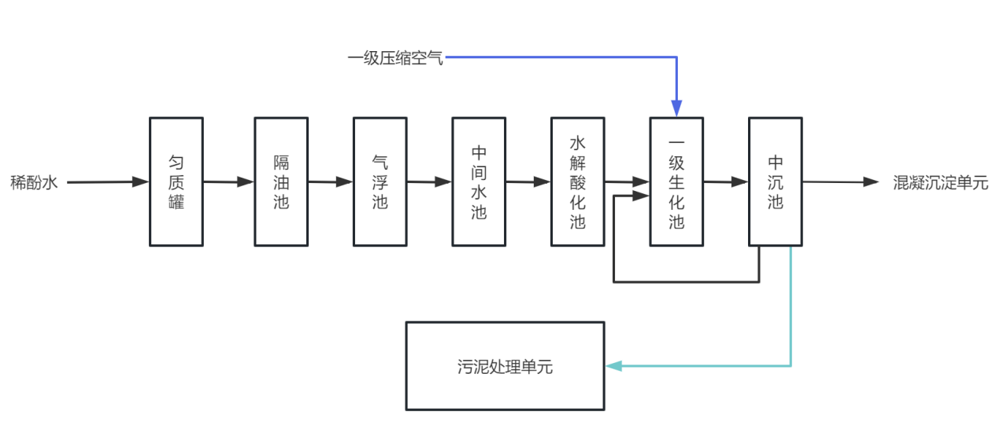 一级压缩空气
稀酚水
匀质罐
隔油池
气浮池
中间水池
水解酸化池
一级生化池
中沉池
混凝沉淀单元
污泥处理单元